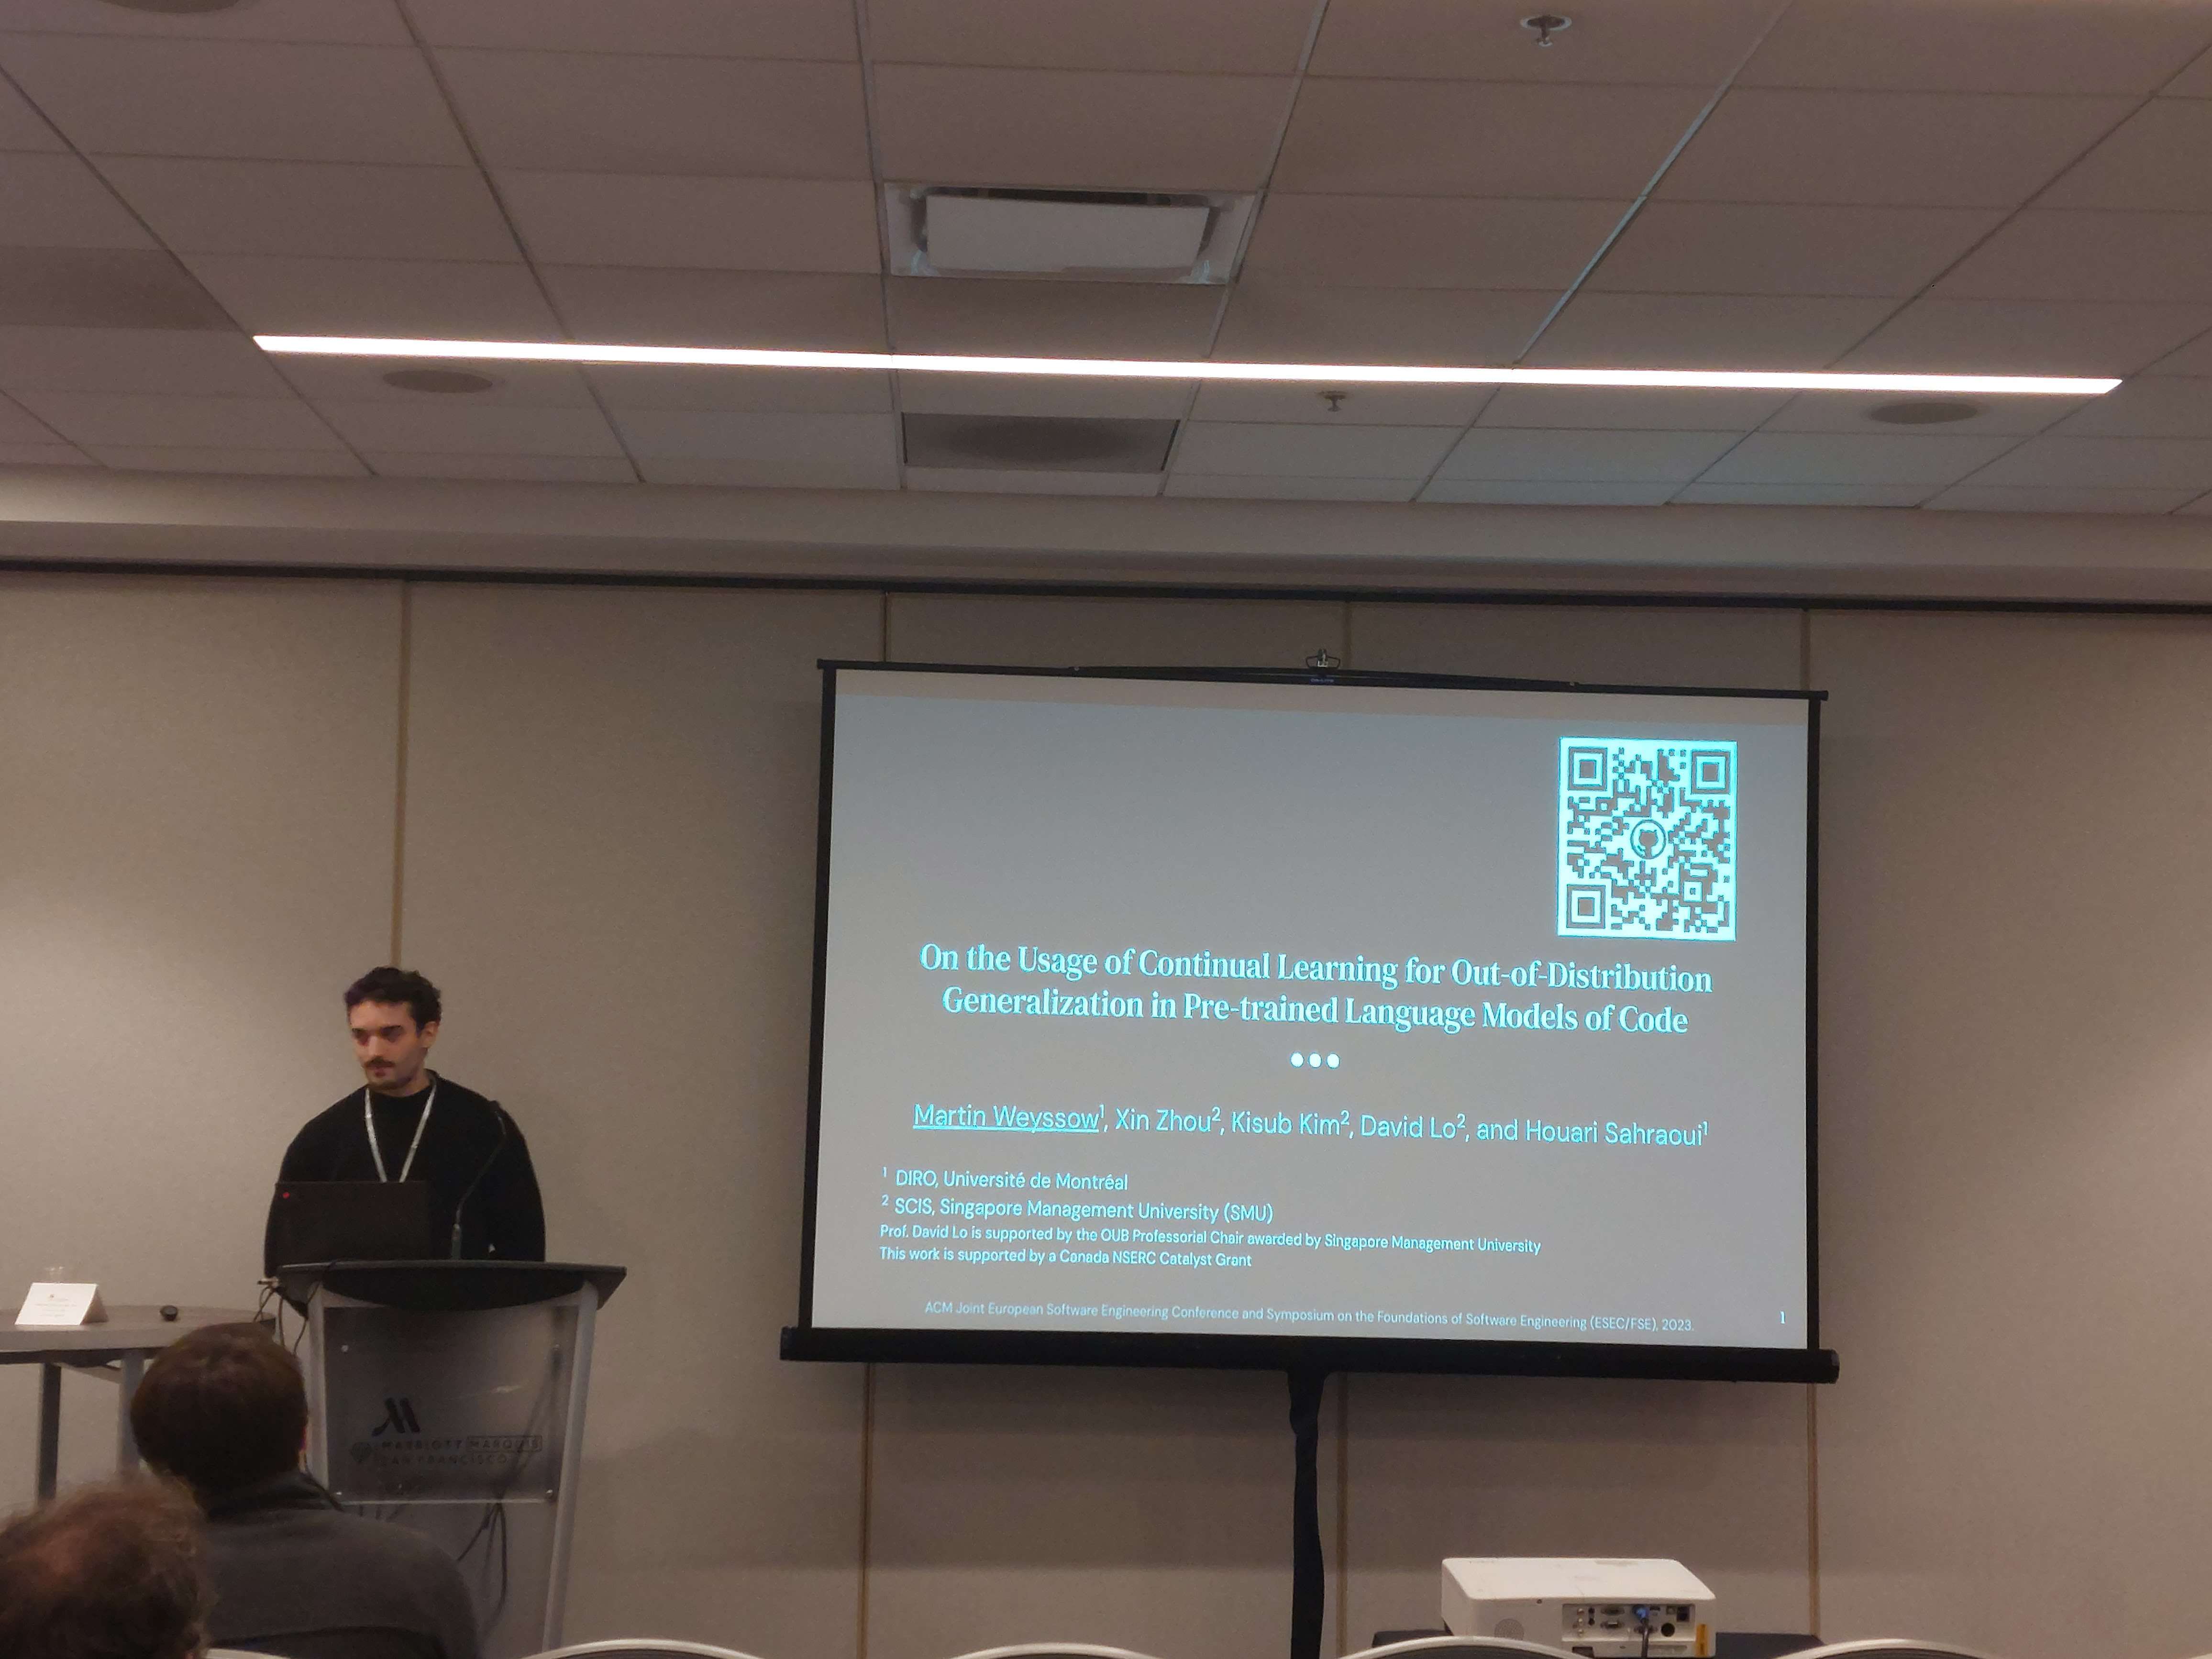 On the Usage of Continual Learning for Out-of-Distribution
Generalization in Pre-trained Language Models of Code
Martin Weyssow¹, Xin Zhou², Kisub Kim², David Lo², and Houari Sahraoui¹
¹ DIRO, Université de Montréal
² SCIS, Singapore Management University (SMU)
Prof. David Lo is supported by the OUB Professorial Chair awarded by Singapore Management University
This work is supported by a Canada NSERC Catalyst Grant
ACM Joint European Software Engineering Conference and Symposium on the Foundations of Software Engineering (ESEC/FSE), 2023.
1
MARRIOTT MARQUIS
SAN FRANCISCO